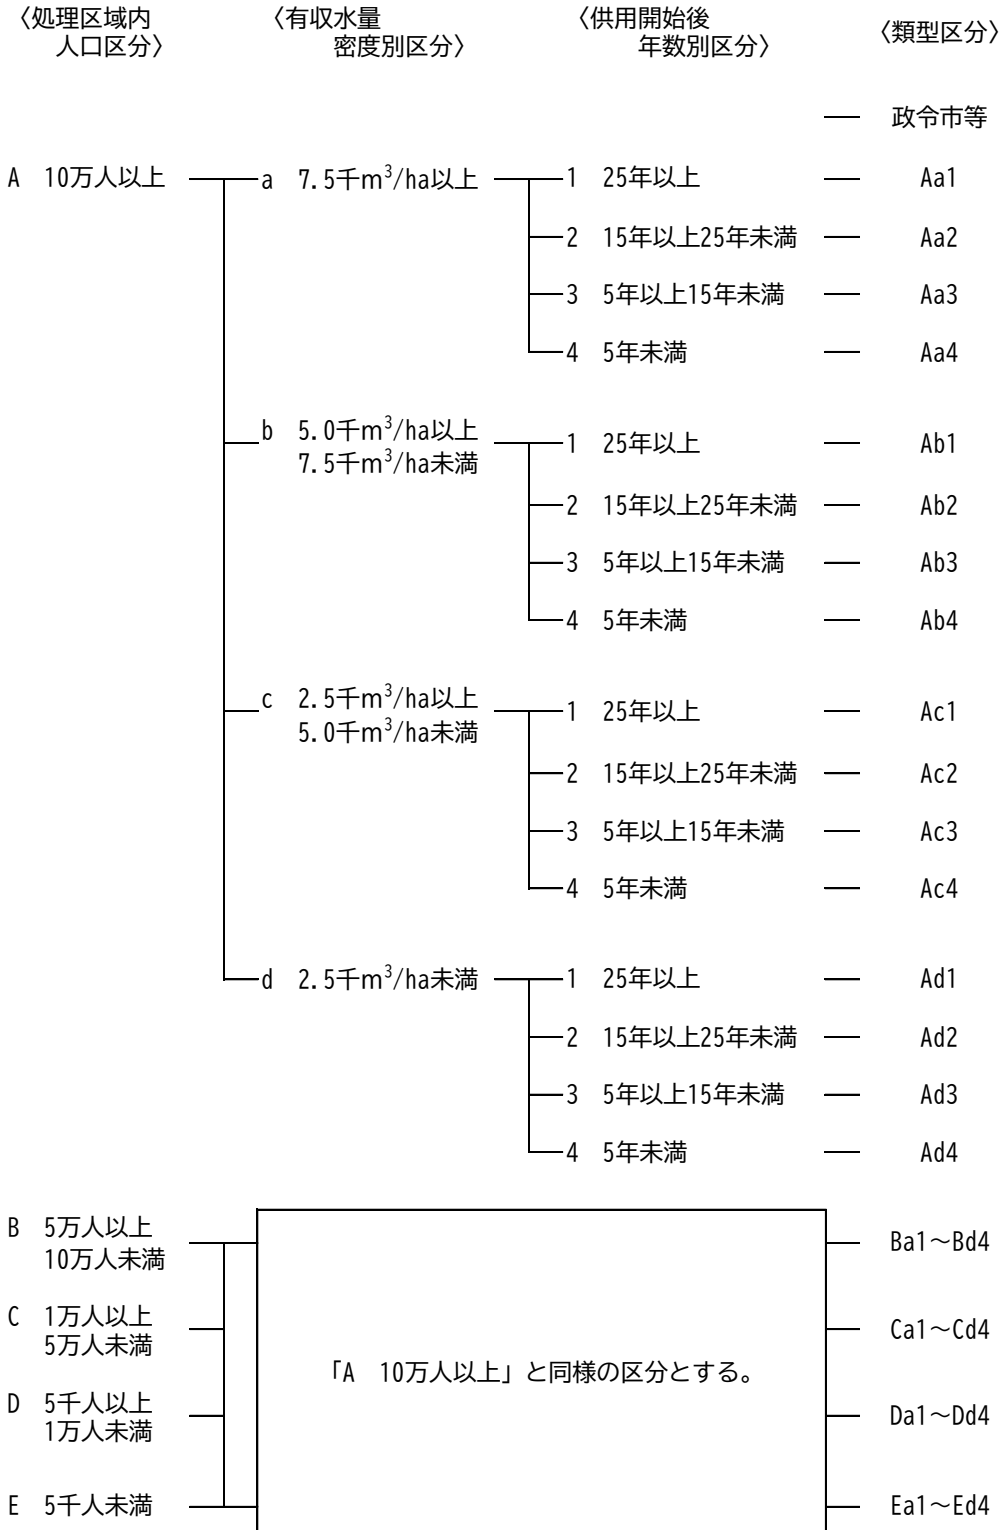 〈処理区域内
人口区分〉
〈有収水量
密度別区分〉
〈供用開始後
年数別区分〉
〈類型区分〉
政令市等
A 10万人以上
a 7.5千m³/ha以上
1 25年以上
Aa1
2 15年以上25年未満
Aa2
3 5年以上15年未満
Aa3
4 5年未満
Aa4
b 5.0千m³/ha以上
7.5千m³/ha未満
1 25年以上
Ab1
2 15年以上25年未満
Ab2
3 5年以上15年未満
Ab3
4 5年未満
Ab4
c 2.5千m³/ha以上
5.0千m³/ha未満
1 25年以上
Ac1
2 15年以上25年未満
Ac2
3 5年以上15年未満
Ac3
4 5年未満
Ac4
d 2.5千m³/ha未満
1 25年以上
Ad1
2 15年以上25年未満
Ad2
3 5年以上15年未満
Ad3
4 5年未満
Ad4
B 5万人以上
10万人未満
Ba1～Bd4
C 1万人以上
5万人未満
Ca1～Cd4
「A 10万人以上」と同様の区分とする。
D 5千人以上
1万人未満
Da1～Dd4
E 5千人未満
Ea1～Ed4